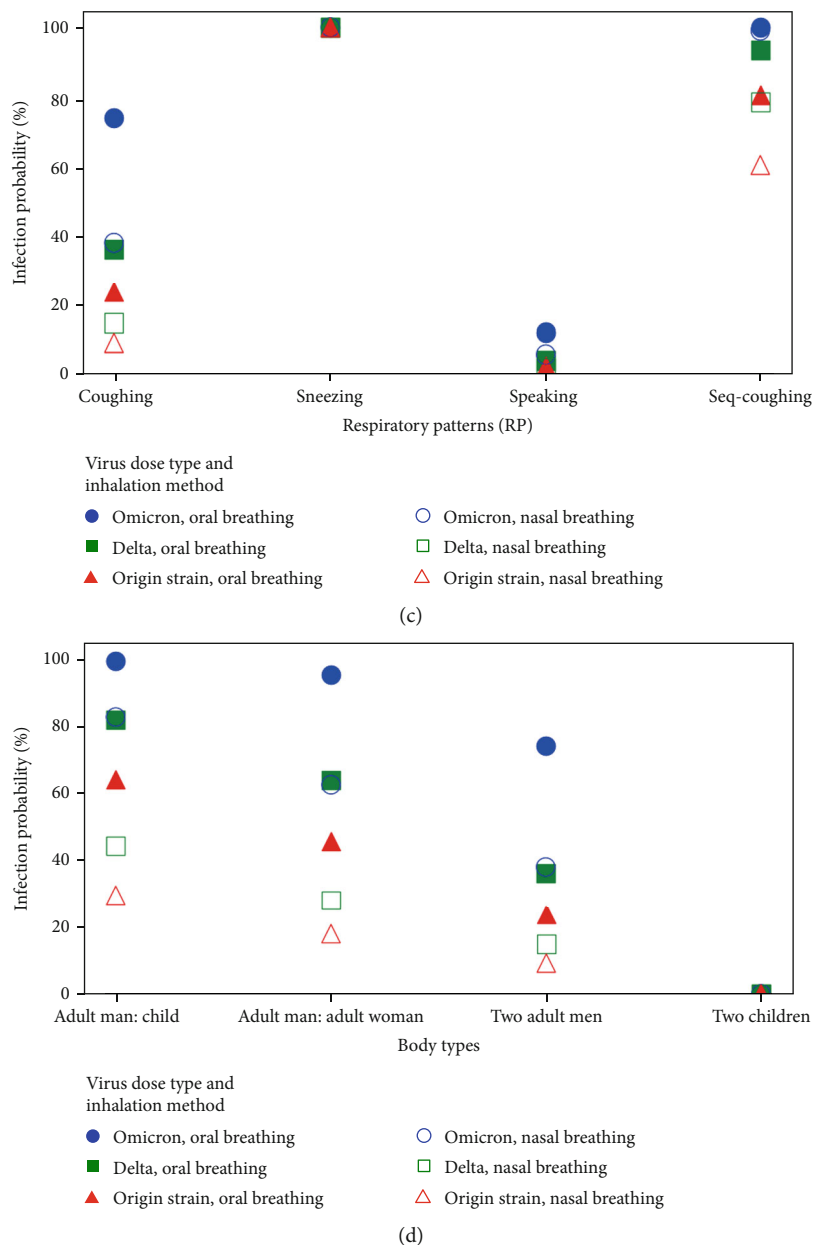 100
80
60
40
20
0
Infection probability (%)
Coughing
Sneezing
Speaking
Seq-coughing
Respiratory patterns (RP)
Virus dose type and
inhalation method
Omicron, oral breathing
Omicron, nasal breathing
Delta, oral breathing
Delta, nasal breathing
Origin strain, oral breathing
Origin strain, nasal breathing
(c)
100
80
60
40
20
0
Infection probability (%)
Adult man: child
Adult man: adult woman
Two adult men
Two children
Body types
Virus dose type and
inhalation method
Omicron, oral breathing
Omicron, nasal breathing
Delta, oral breathing
Delta, nasal breathing
Origin strain, oral breathing
Origin strain, nasal breathing
(d)